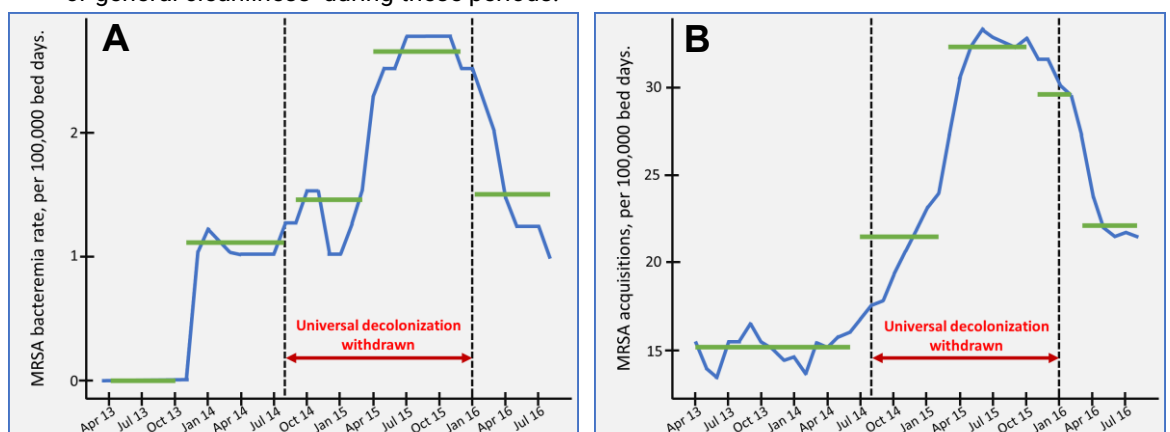 or general cleanliness during these periods.
A
MRSA bacteremia rate, per 100,000 bed days.
2
1
0
Universal decolonization
withdrawn
Apr 13 Jul 13 Oct 13 Jan 14 Apr 14 Jul 14 Oct 14 Jan 15 Apr 15 Jul 15 Oct 15 Jan 16 Apr 16 Jul 16
B
MRSA acquisitions, per 100,000 bed days.
30
25
20
15
Universal decolonization
withdrawn
Apr 13 Jul 13 Oct 13 Jan 14 Apr 14 Jul 14 Oct 14 Jan 15 Apr 15 Jul 15 Oct 15 Jan 16 Apr 16 Jul 16